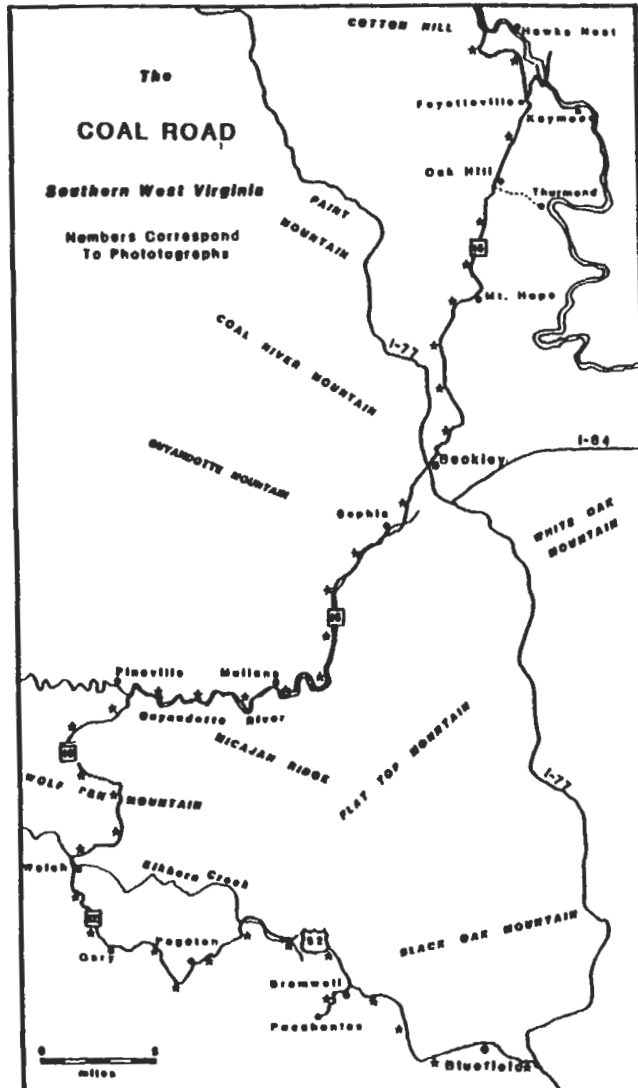 The
COAL ROAD
Southern West Virginia
Numbers Correspond
To Phototographs
COTTON HILL
Hawks Nest
Fayetteville
Kaymoor
Oak Hill
Thurmond
PAINT
MOUNTAIN
Mt. Hope
I-77
COAL RIVER MOUNTAIN
I-64
Beckley
GUYANDOTTE MOUNTAIN
Sophia
WHITE OAK
MOUNTAIN
16
Pineville
Mullens
Guyandotte River
MICAJAH RIDGE
FLAT TOP MOUNTAIN
I-77
WOLF PEN MOUNTAIN
Welch
Elkhorn Creek
Gary
Pageton
52
BLACK OAK MOUNTAIN
Bramwell
Pocahontas
Bluefield
0 5
miles